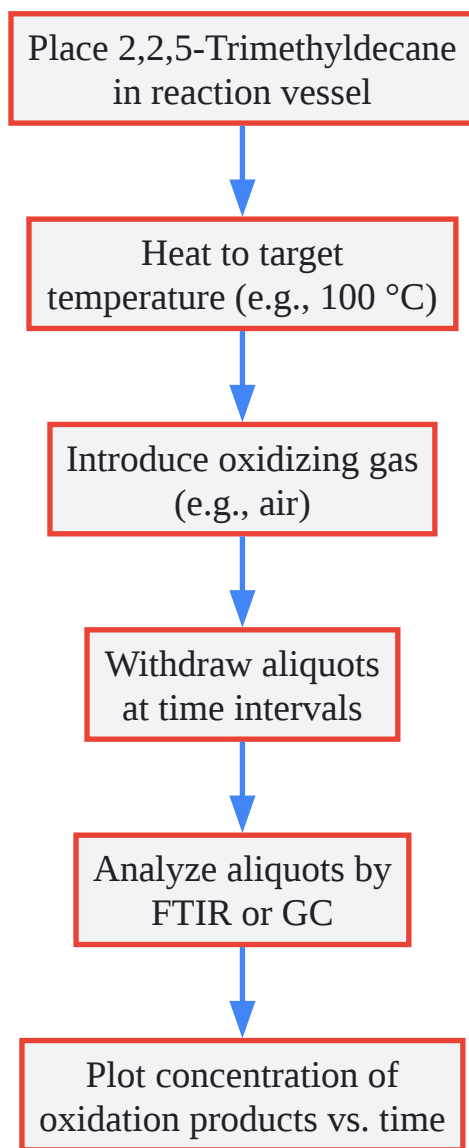 Place 2,2,5-Trimethyldecane
in reaction vessel
Heat to target
temperature (e.g., 100 °C)
Introduce oxidizing gas
(e.g., air)
Withdraw aliquots
at time intervals
Analyze aliquots by
FTIR or GC
Plot concentration of
oxidation products vs. time